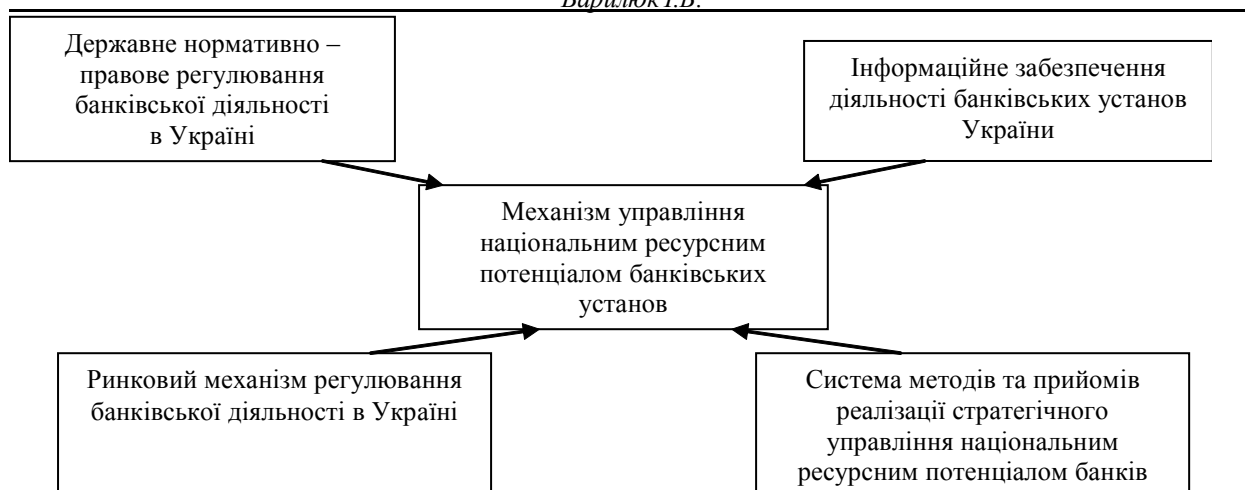 Державне нормативно –
правове регулювання
банківської діяльності
в Україні
Інформаційне забезпечення
діяльності банківських установ
України
Механізм управління
національним ресурсним
потенціалом банківських
установ
Ринковий механізм регулювання
банківської діяльності в Україні
Система методів та прийомів
реалізації стратегічного
управління національним
ресурсним потенціалом банків